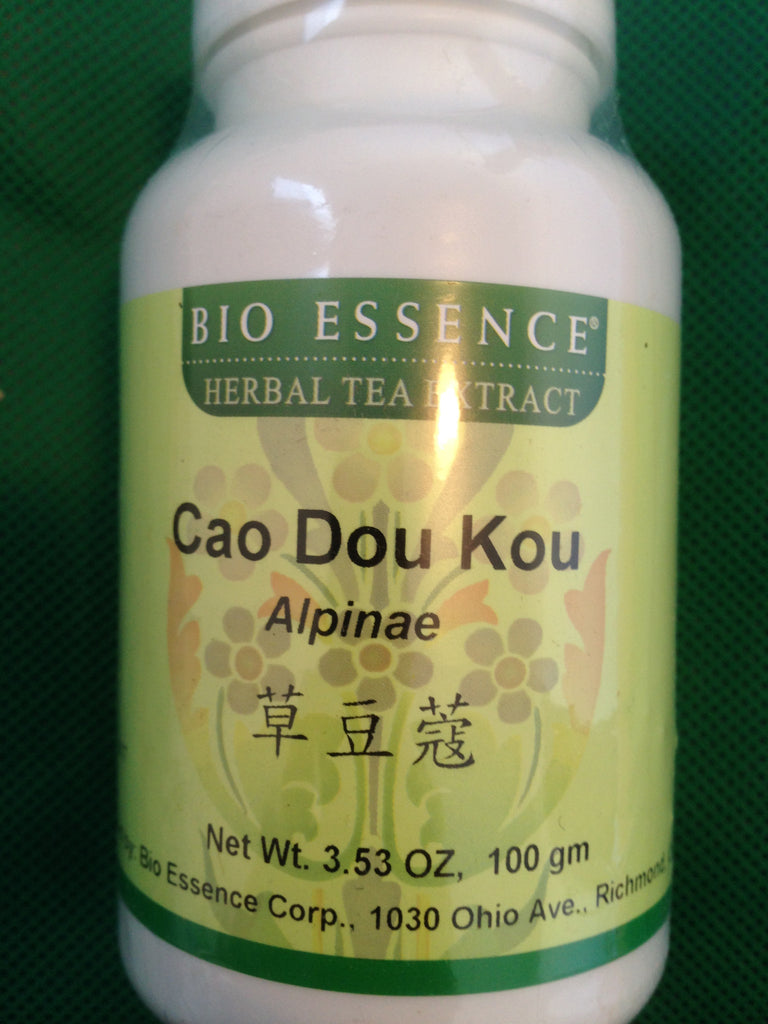 BIO ESSENCE®
HERBAL TEA EXTRACT
Cao Dou Kou
Alpinae
草豆蔻
Net Wt. 3.53 OZ, 100 gm
by: Bio Essence Corp., 1030 Ohio Ave., Richmond,